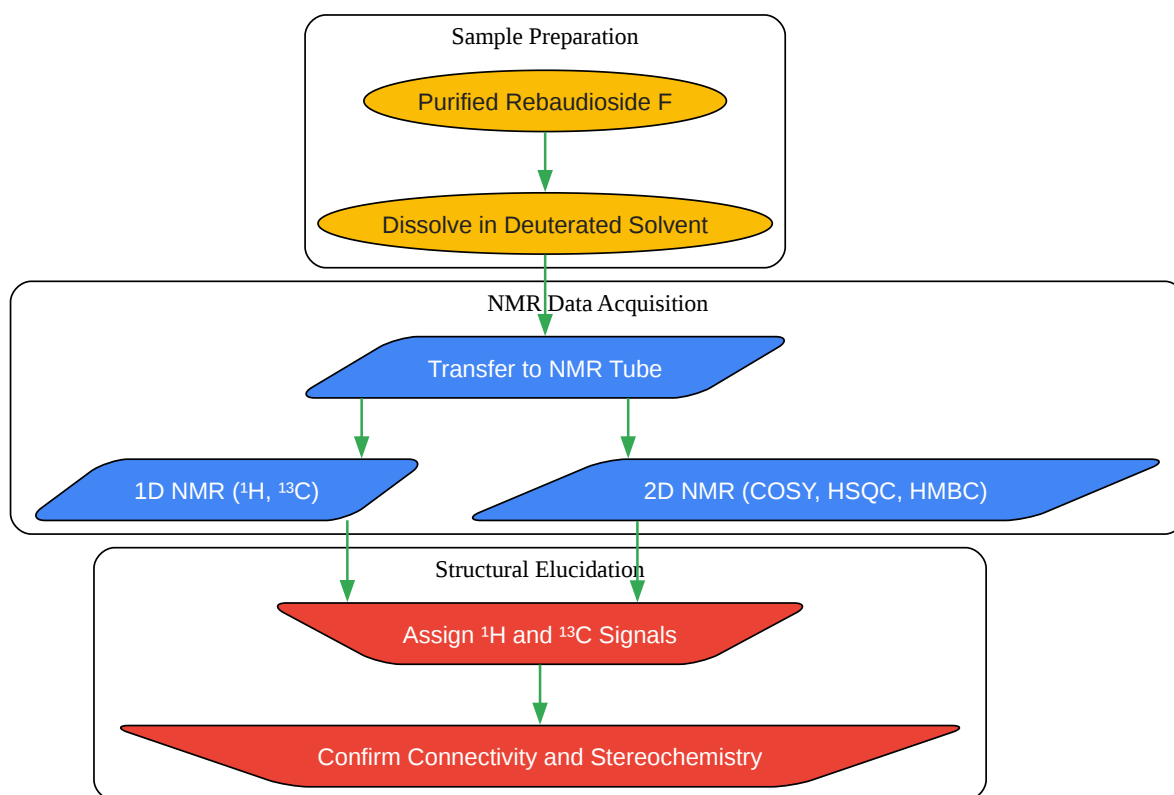 Sample Preparation
Purified Rebaudioside F
Dissolve in Deuterated Solvent
NMR Data Acquisition
Transfer to NMR Tube
1D NMR (¹H, ¹³C)
2D NMR (COSY, HSQC, HMBC)
Structural Elucidation
Assign ¹H and ¹³C Signals
Confirm Connectivity and Stereochemistry